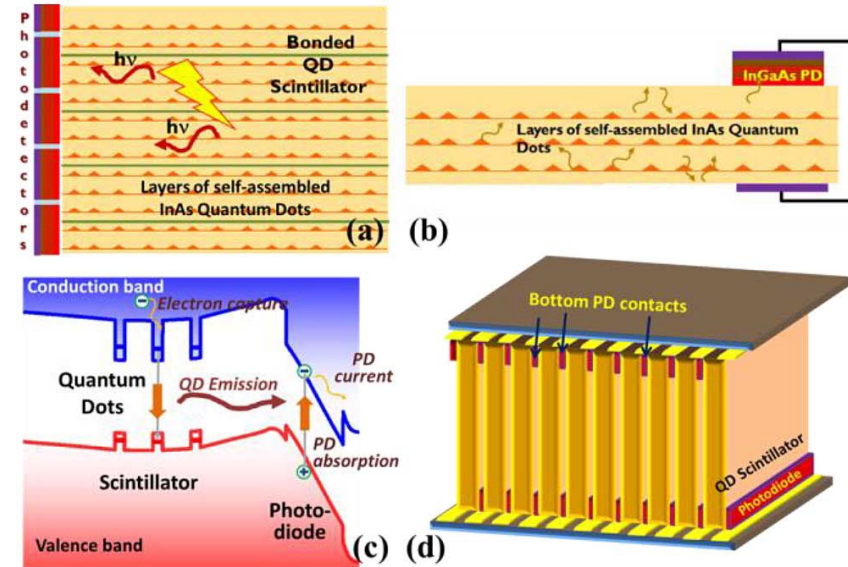 Photodetectors
hν
hν
Bonded
QD
Scintillator
Layers of self-assembled
InAs Quantum Dots
(a)
InGaAs PD
Layers of self-assembled InAs Quantum
Dots
(b)
Conduction band
Electron capture
Quantum
Dots
QD Emission
PD
current
PD
absorption
Scintillator
Photo-
diode
Valence band
(c)
Bottom PD contacts
QD Scintillator
Photodiode
(d)